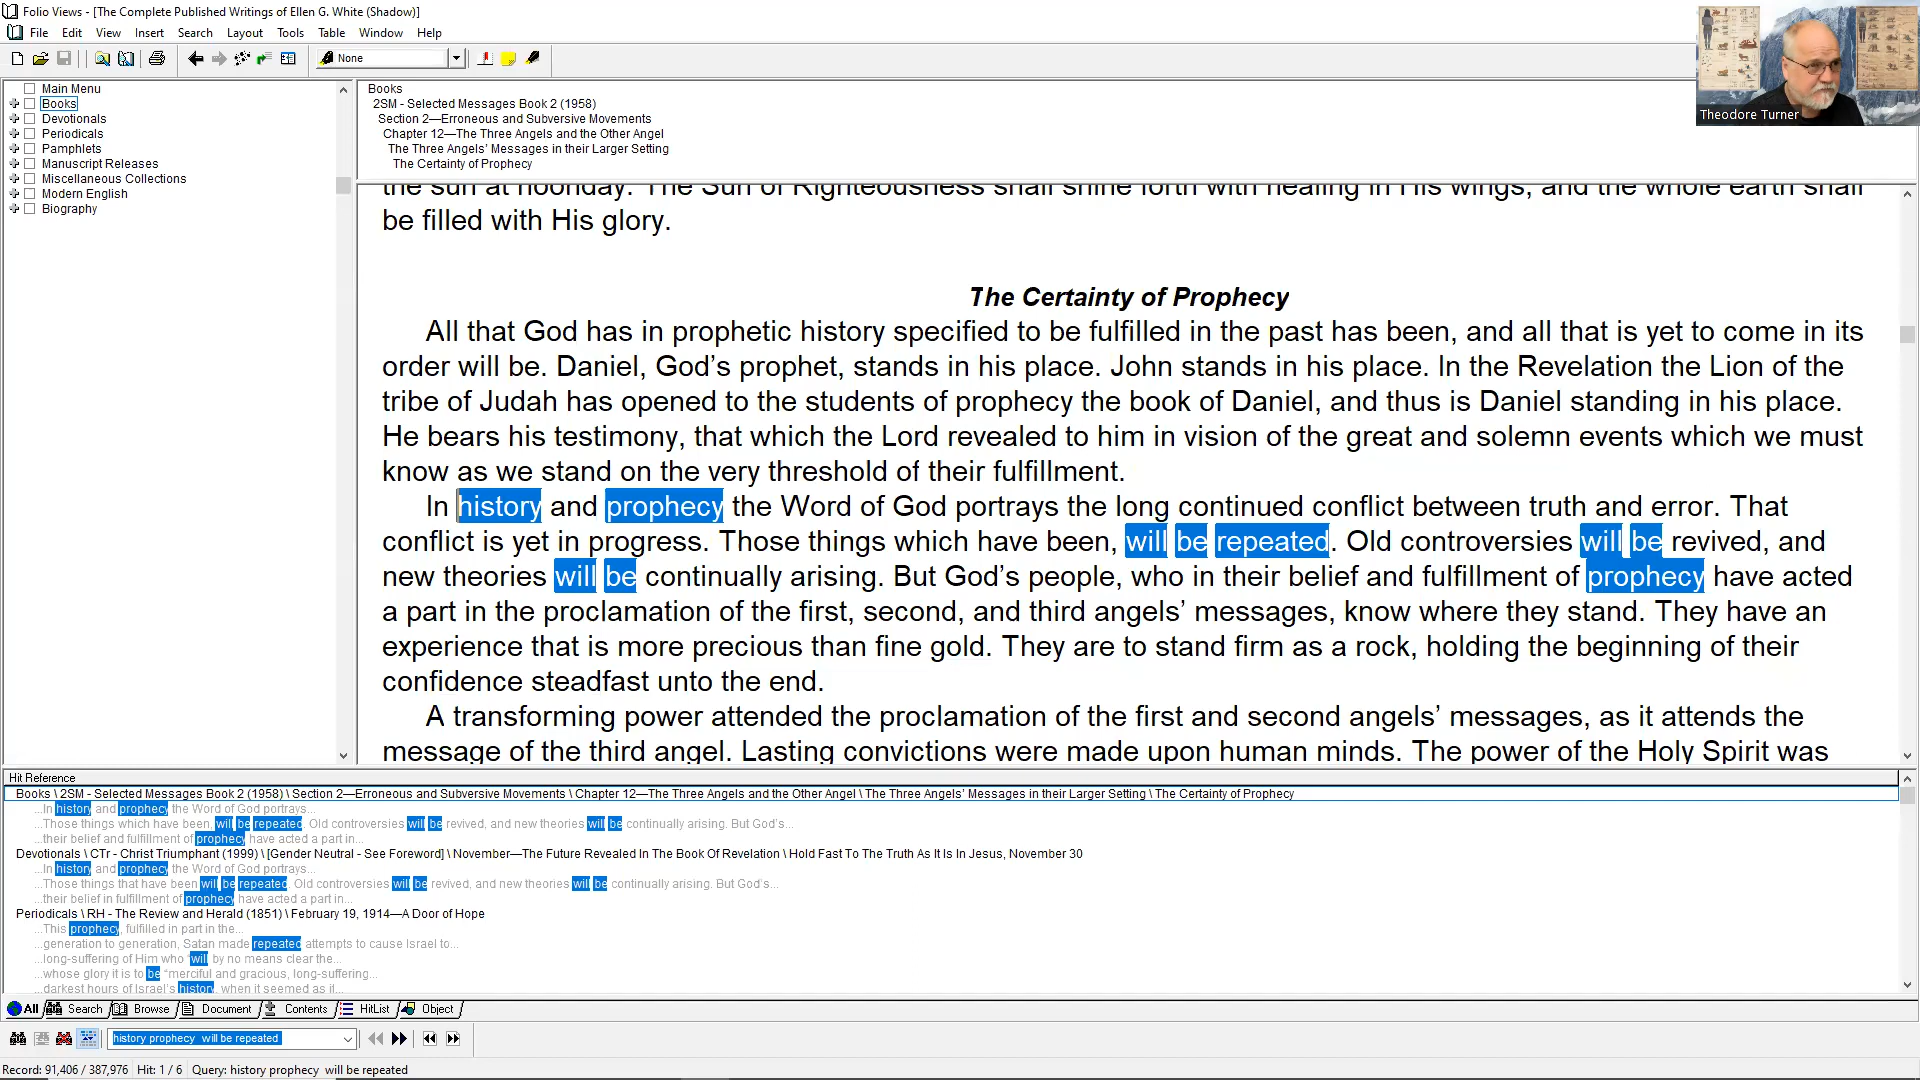 Folio Views - [The Complete Published Writings of Ellen G. White (Shadow)]
File Edit View Insert Search Layout Tools Table Window Help
None
Main Menu
Books
Devotionals
Periodicals
Pamphlets
Manuscript Releases
Miscellaneous Collections
Modern English
Biography
Books
2SM - Selected Messages Book 2 (1958)
Section 2—Erroneous and Subversive Movements
Chapter 12—The Three Angels and the Other Angel
The Three Angels' Messages in their Larger Setting
The Certainty of Prophecy
Theodore Turner
the sun at noonday. The Sun of Righteousness shall shine forth with healing in His wings, and the whole earth shall
be filled with His glory.
The Certainty of Prophecy
All that God has in prophetic history specified to be fulfilled in the past has been, and all that is yet to come in its
order will be. Daniel, God's prophet, stands in his place. John stands in his place. In the Revelation the Lion of the
tribe of Judah has opened to the students of prophecy the book of Daniel, and thus is Daniel standing in his place.
He bears his testimony, that which the Lord revealed to him in vision of the great and solemn events which we must
know as we stand on the very threshold of their fulfillment.
In history and prophecy the Word of God portrays the long continued conflict between truth and error. That
conflict is yet in progress. Those things which have been, will be repeated. Old controversies will be revived, and
new theories will be continually arising. But God's people, who in their belief and fulfillment of prophecy have acted
a part in the proclamation of the first, second, and third angels' messages, know where they stand. They have an
experience that is more precious than fine gold. They are to stand firm as a rock, holding the beginning of their
confidence steadfast unto the end.
A transforming power attended the proclamation of the first and second angels' messages, as it attends the
message of the third angel. Lasting convictions were made upon human minds. The power of the Holy Spirit was
Hit Reference
Books \ 2SM - Selected Messages Book 2 (1958) \ Section 2—Erroneous and Subversive Movements \ Chapter 12—The Three Angels and the Other Angel \ The Three Angels' Messages in their Larger Setting \ The Certainty of Prophecy
...In history and prophecy the Word of God portrays...
...Those things which have been, will be repeated. Old controversies will be revived, and new theories will be continually arising. But God's...
...their belief and fulfillment of prophecy have acted a part in...
Devotionals \ CTr - Christ Triumphant (1999) \ [Gender Neutral - See Foreword] \ November—The Future Revealed In The Book Of Revelation \ Hold Fast To The Truth As It Is In Jesus, November 30
...In history and prophecy the Word of God portrays...
...Those things that have been will be repeated. Old controversies will be revived, and new theories will be continually arising. But God's...
...their belief in fulfillment of prophecy have acted a part in...
Periodicals \ RH - The Review and Herald (1851) \ February 19, 1914—A Door of Hope
...This prophecy, fulfilled in part in the...
...generation to generation, Satan made repeated attempts to cause Israel to...
...long-suffering of Him who "will by no means clear the...
...whose glory it is to be "merciful and gracious, long-suffering...
...darkest hours of Israel's history, when it seemed as if...
All Search Browse Document Contents HitList Object
history prophecy will be repeated
Record: 91,406 / 387,976 Hit: 1 / 6 Query: history prophecy will be repeated